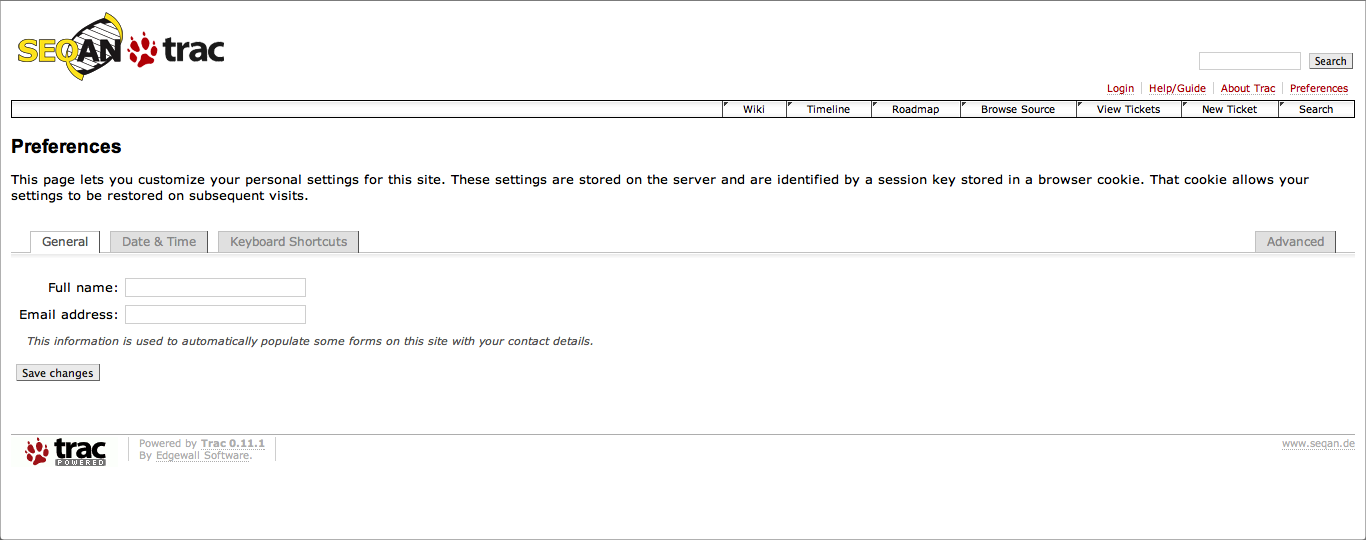 SEQAN trac
Search
Login Help/Guide About Trac Preferences
Wiki Timeline Roadmap Browse Source View Tickets New Ticket Search
Preferences
This page lets you customize your personal settings for this site. These settings are stored on the server and are identified by a session key stored in a browser cookie. That cookie allows your
settings to be restored on subsequent visits.
General Date & Time Keyboard Shortcuts Advanced
Full name:
Email address:
This information is used to automatically populate some forms on this site with your contact details.
Save changes
trac
POWERED
Powered by Trac 0.11.1
By Edgewall Software.
www.seqan.de